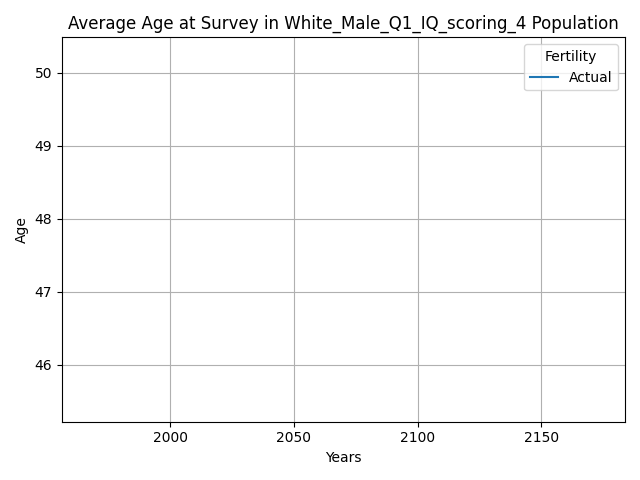 Average Age at Survey in White_Male_Q1_IQ_scoring_4 Population
Fertility
Actual
50
49
48
47
46
Age
2000
2050
2100
2150
Years